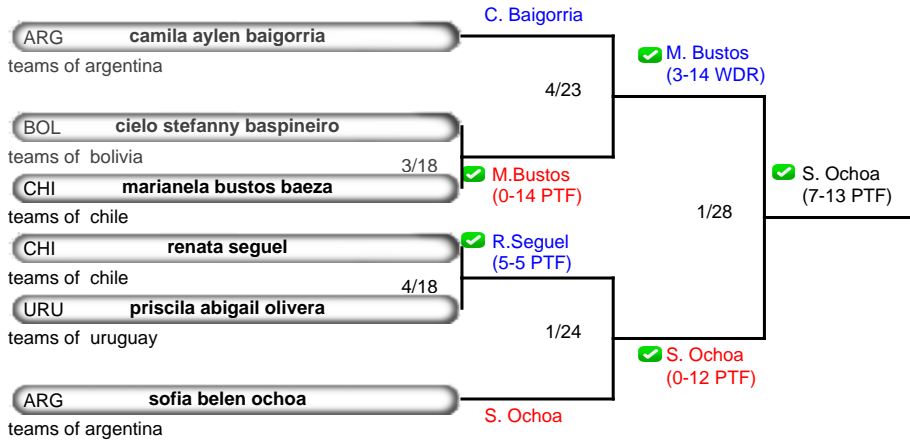 C. Baigorria
ARG camila aylen baigorria
teams of argentina
4/23
M. Bustos
(3-14 WDR)
BOL cielo stefanny baspineiro
teams of bolivia
3/18
M.Bustos
(0-14 PTF)
CHI marianela bustos baeza
teams of chile
S. Ochoa
(7-13 PTF)
1/28
CHI renata seguel
teams of chile
R.Seguel
(5-5 PTF)
4/18
URU priscila abigail olivera
teams of uruguay
1/24
S. Ochoa
(0-12 PTF)
ARG sofia belen ochoa
S. Ochoa
teams of argentina